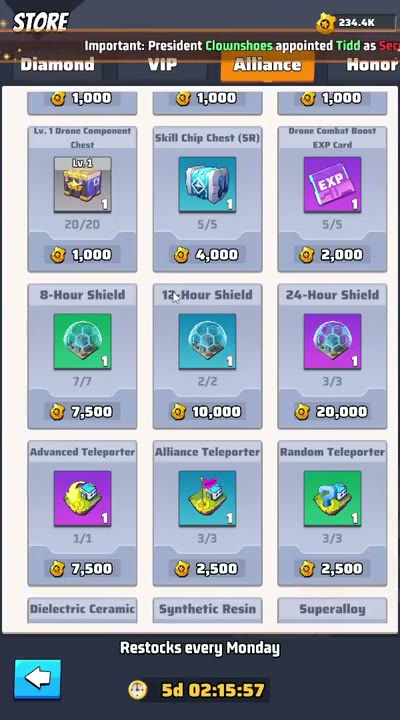 STORE
234.4K
Important: President Clownshoes appointed Tidd as Sec
Diamond
VIP
Alliance
Honor
1,000
1,000
1,000
Lv. 1 Drone Component
Chest
Lv. 1
1
20/20
1,000
Skill Chip Chest (SR)
1
5/5
4,000
Drone Combat Boost
EXP Card
EXP
1
5/5
2,000
8-Hour Shield
1
7/7
7,500
12-Hour Shield
1
2/2
10,000
24-Hour Shield
1
3/3
20,000
Advanced Teleporter
1
1/1
7,500
Alliance Teleporter
1
3/3
2,500
Random Teleporter
?
1
3/3
2,500
Dielectric Ceramic
Synthetic Resin
Superalloy
Restocks every Monday
5d 02:15:57